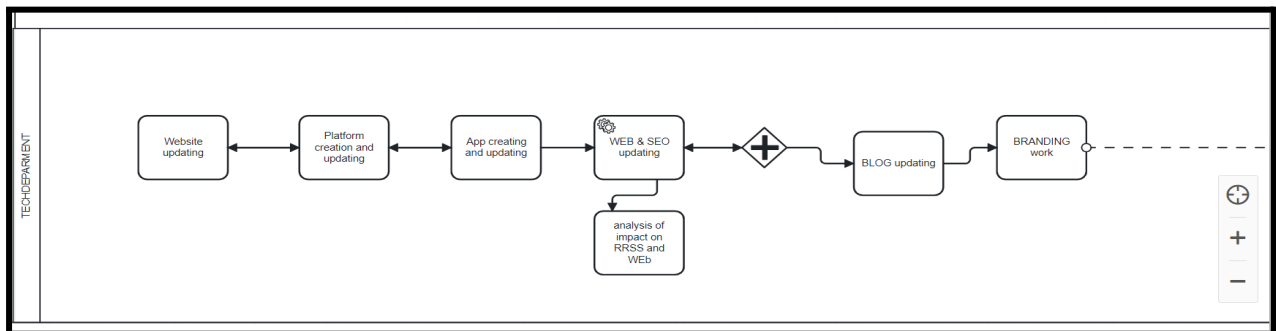 TECHDEPARMENT
Website
updating
Platform
creation and
updating
App creating
and updating
WEB & SEO
updating
BLOG updating
BRANDING
work
analysis of
impact on
RRSS and
WEb